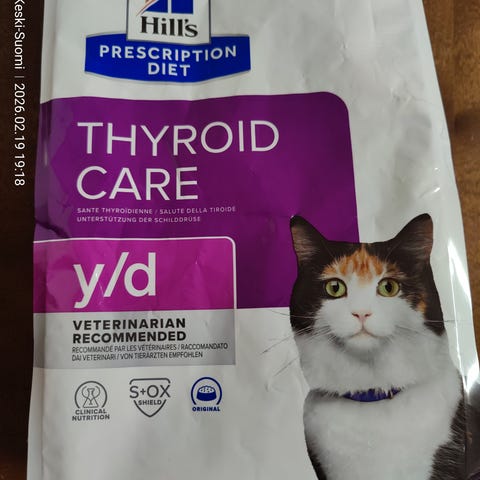 Keski-Suomi | 2026.02.19 19:18
Hill's
PRESCRIPTION
DIET
THYROID
CARE
SANTÉ THYROÏDIENNE / SALUTE DELLA TIROIDE
UNTERSTÜTZUNG DER SCHILDDRÜSE
y/d
VETERINARIAN
RECOMMENDED
RECOMMANDÉ PAR LES VÉTÉRINAIRES / RACCOMANDATO
DAI VETERINARI / VON TIERÄRZTEN EMPFOHLEN
CLINICAL
NUTRITION
S+OX
SHIELD
ORIGINAL